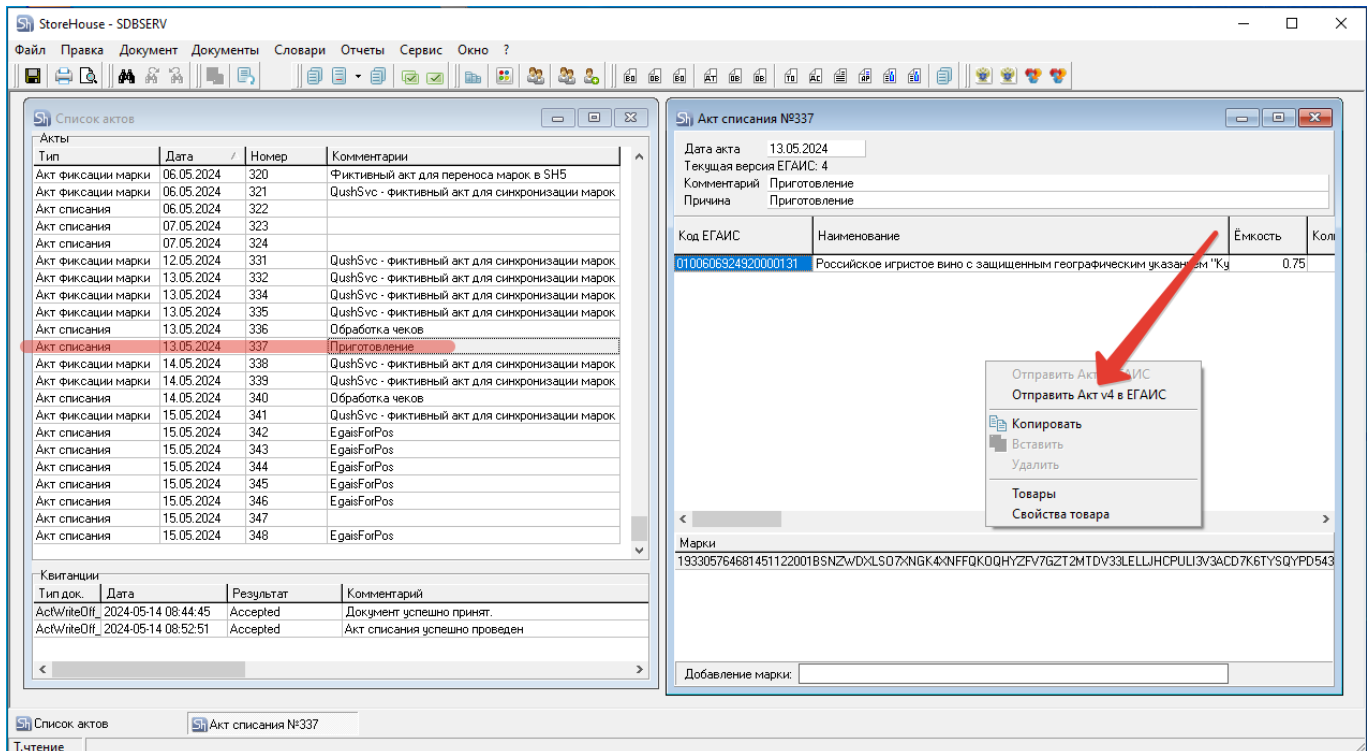 StoreHouse - SDBSERV
Файл Правка Документ Документы Словари Отчеты Сервис Окно ?
Список актов
Акты
Тип Дата Номер Комментарии
Акт фиксации марки 06.05.2024 320 Фиктивный акт для переноса марок в SH5
Акт фиксации марки 06.05.2024 321 QushSvc - фиктивный акт для синхронизации марок
Акт списания 06.05.2024 322
Акт списания 07.05.2024 323
Акт списания 07.05.2024 324
Акт фиксации марки 12.05.2024 331 QushSvc - фиктивный акт для синхронизации марок
Акт фиксации марки 13.05.2024 332 QushSvc - фиктивный акт для синхронизации марок
Акт фиксации марки 13.05.2024 334 QushSvc - фиктивный акт для синхронизации марок
Акт фиксации марки 13.05.2024 335 QushSvc - фиктивный акт для синхронизации марок
Акт списания 13.05.2024 336 Обработка чеков
Акт списания 13.05.2024 337 Приготовление
Акт фиксации марки 14.05.2024 338 QushSvc - фиктивный акт для синхронизации марок
Акт фиксации марки 14.05.2024 339 QushSvc - фиктивный акт для синхронизации марок
Акт списания 14.05.2024 340 Обработка чеков
Акт фиксации марки 15.05.2024 341 QushSvc - фиктивный акт для синхронизации марок
Акт списания 15.05.2024 342 EgaisForPos
Акт списания 15.05.2024 343 EgaisForPos
Акт списания 15.05.2024 344 EgaisForPos
Акт списания 15.05.2024 345 EgaisForPos
Акт списания 15.05.2024 346 EgaisForPos
Акт списания 15.05.2024 347
Акт списания 15.05.2024 348 EgaisForPos
Квитанции
Тип док. Дата Результат Комментарий
ActWriteOff_ 2024-05-14 08:44:45 Accepted Документ успешно принят.
ActWriteOff_ 2024-05-14 08:52:51 Accepted Акт списания успешно проведен
Акт списания №337
Дата акта 13.05.2024
Текущая версия ЕГАИС: 4
Комментарий Приготовление
Причина Приготовление
Код ЕГАИС Наименование Ёмкость Коли
0100606924920000131 Российское игристое вино с защищенным географическим указанием "Ку 0.75
Отправить Акт ЕГАИС
Отправить Акт v4 в ЕГАИС
Копировать
Вставить
Удалить
Товары
Свойства товара
Марки
193305764681451122001BSNZWDXLSO7XNGK4XNFFQKOQHYZFV7GZT2MTDV33LELLJHCPULI3V3ACD7K6TYSQYPD543
Добавление марки:
Список актов Акт списания №337
Т.чтение